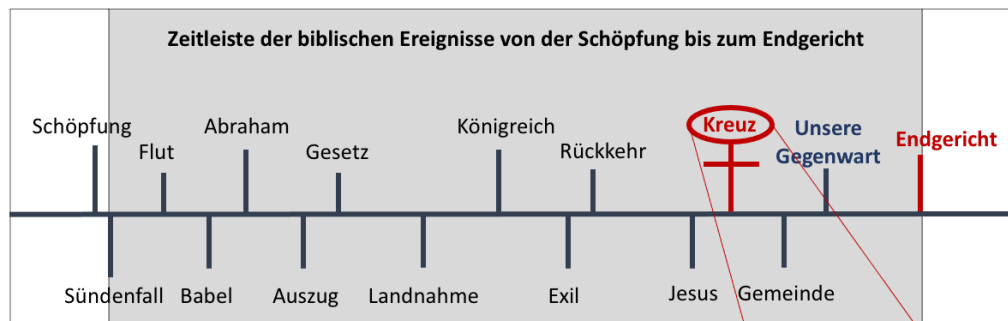 Zeitleiste der biblischen Ereignisse von der Schöpfung bis zum Endgericht
Schöpfung
Flut
Abraham
Gesetz
Königreich
Rückkehr
Kreuz
Unsere
Gegenwart
Endgericht
Sündenfall
Babel
Auszug
Landnahme
Exil
Jesus
Gemeinde